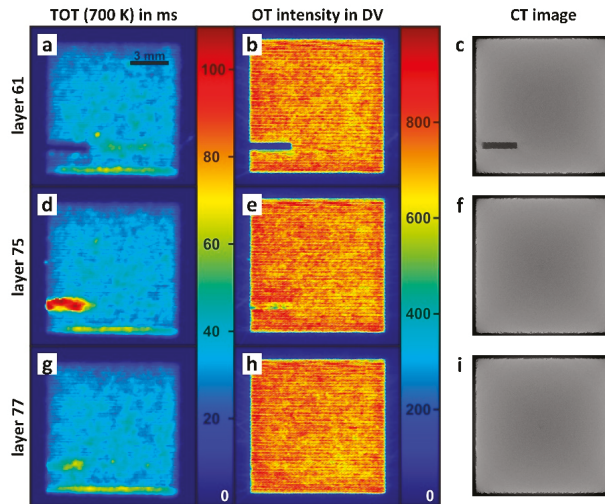 TOT (700 K) in ms
OT intensity in DV
CT image
layer 61
a
3 mm
100
80
b
800
c
layer 75
d
60
40
e
600
400
f
layer 77
g
20
0
h
200
0
i